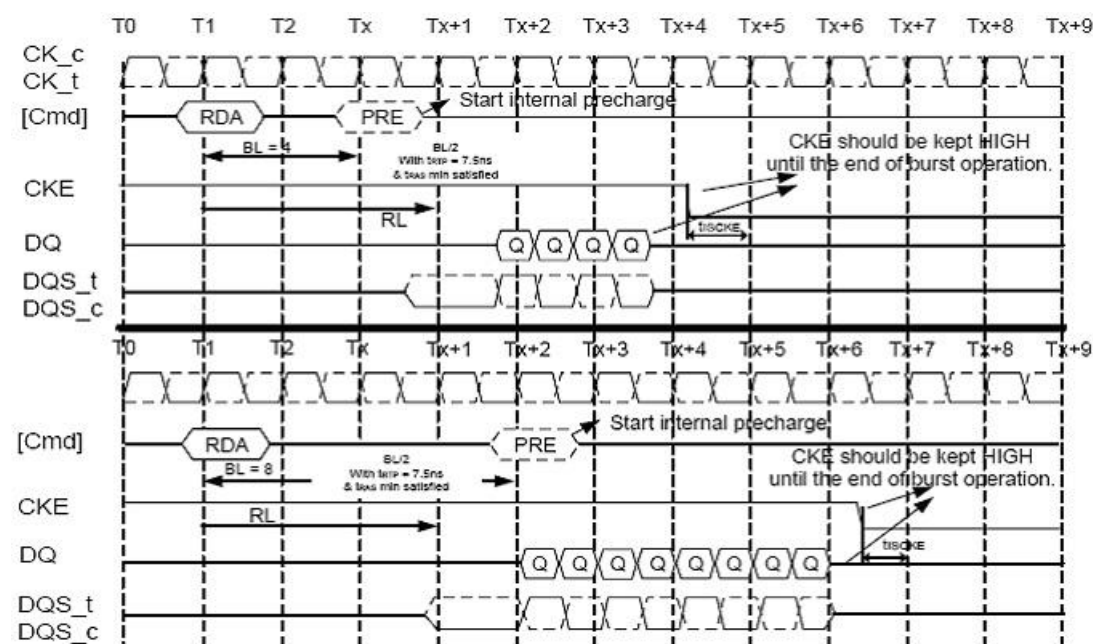 T0 T1 T2 Tx Tx+1 Tx+2 Tx+3 Tx+4 Tx+5 Tx+6 Tx+7 Tx+8 Tx+9
CK_c
CK_t
[Cmd] RDA PRE Start internal precharge
BL = 4
BL/2
With tRTP = 7.5ns
& tRAS min satisfied
CKE should be kept HIGH
until the end of burst operation.
CKE
RL
tISCKE
DQ Q Q Q Q
DQS_t
DQS_c
T0 T1 T2 Tx Tx+1 Tx+2 Tx+3 Tx+4 Tx+5 Tx+6 Tx+7 Tx+8 Tx+9
[Cmd] RDA PRE Start internal precharge
BL = 8
BL/2
With tRTP = 7.5ns
& tRAS min satisfied
CKE should be kept HIGH
until the end of burst operation.
CKE
RL
tISCKE
DQ Q Q Q Q Q Q Q Q
DQS_t
DQS_c